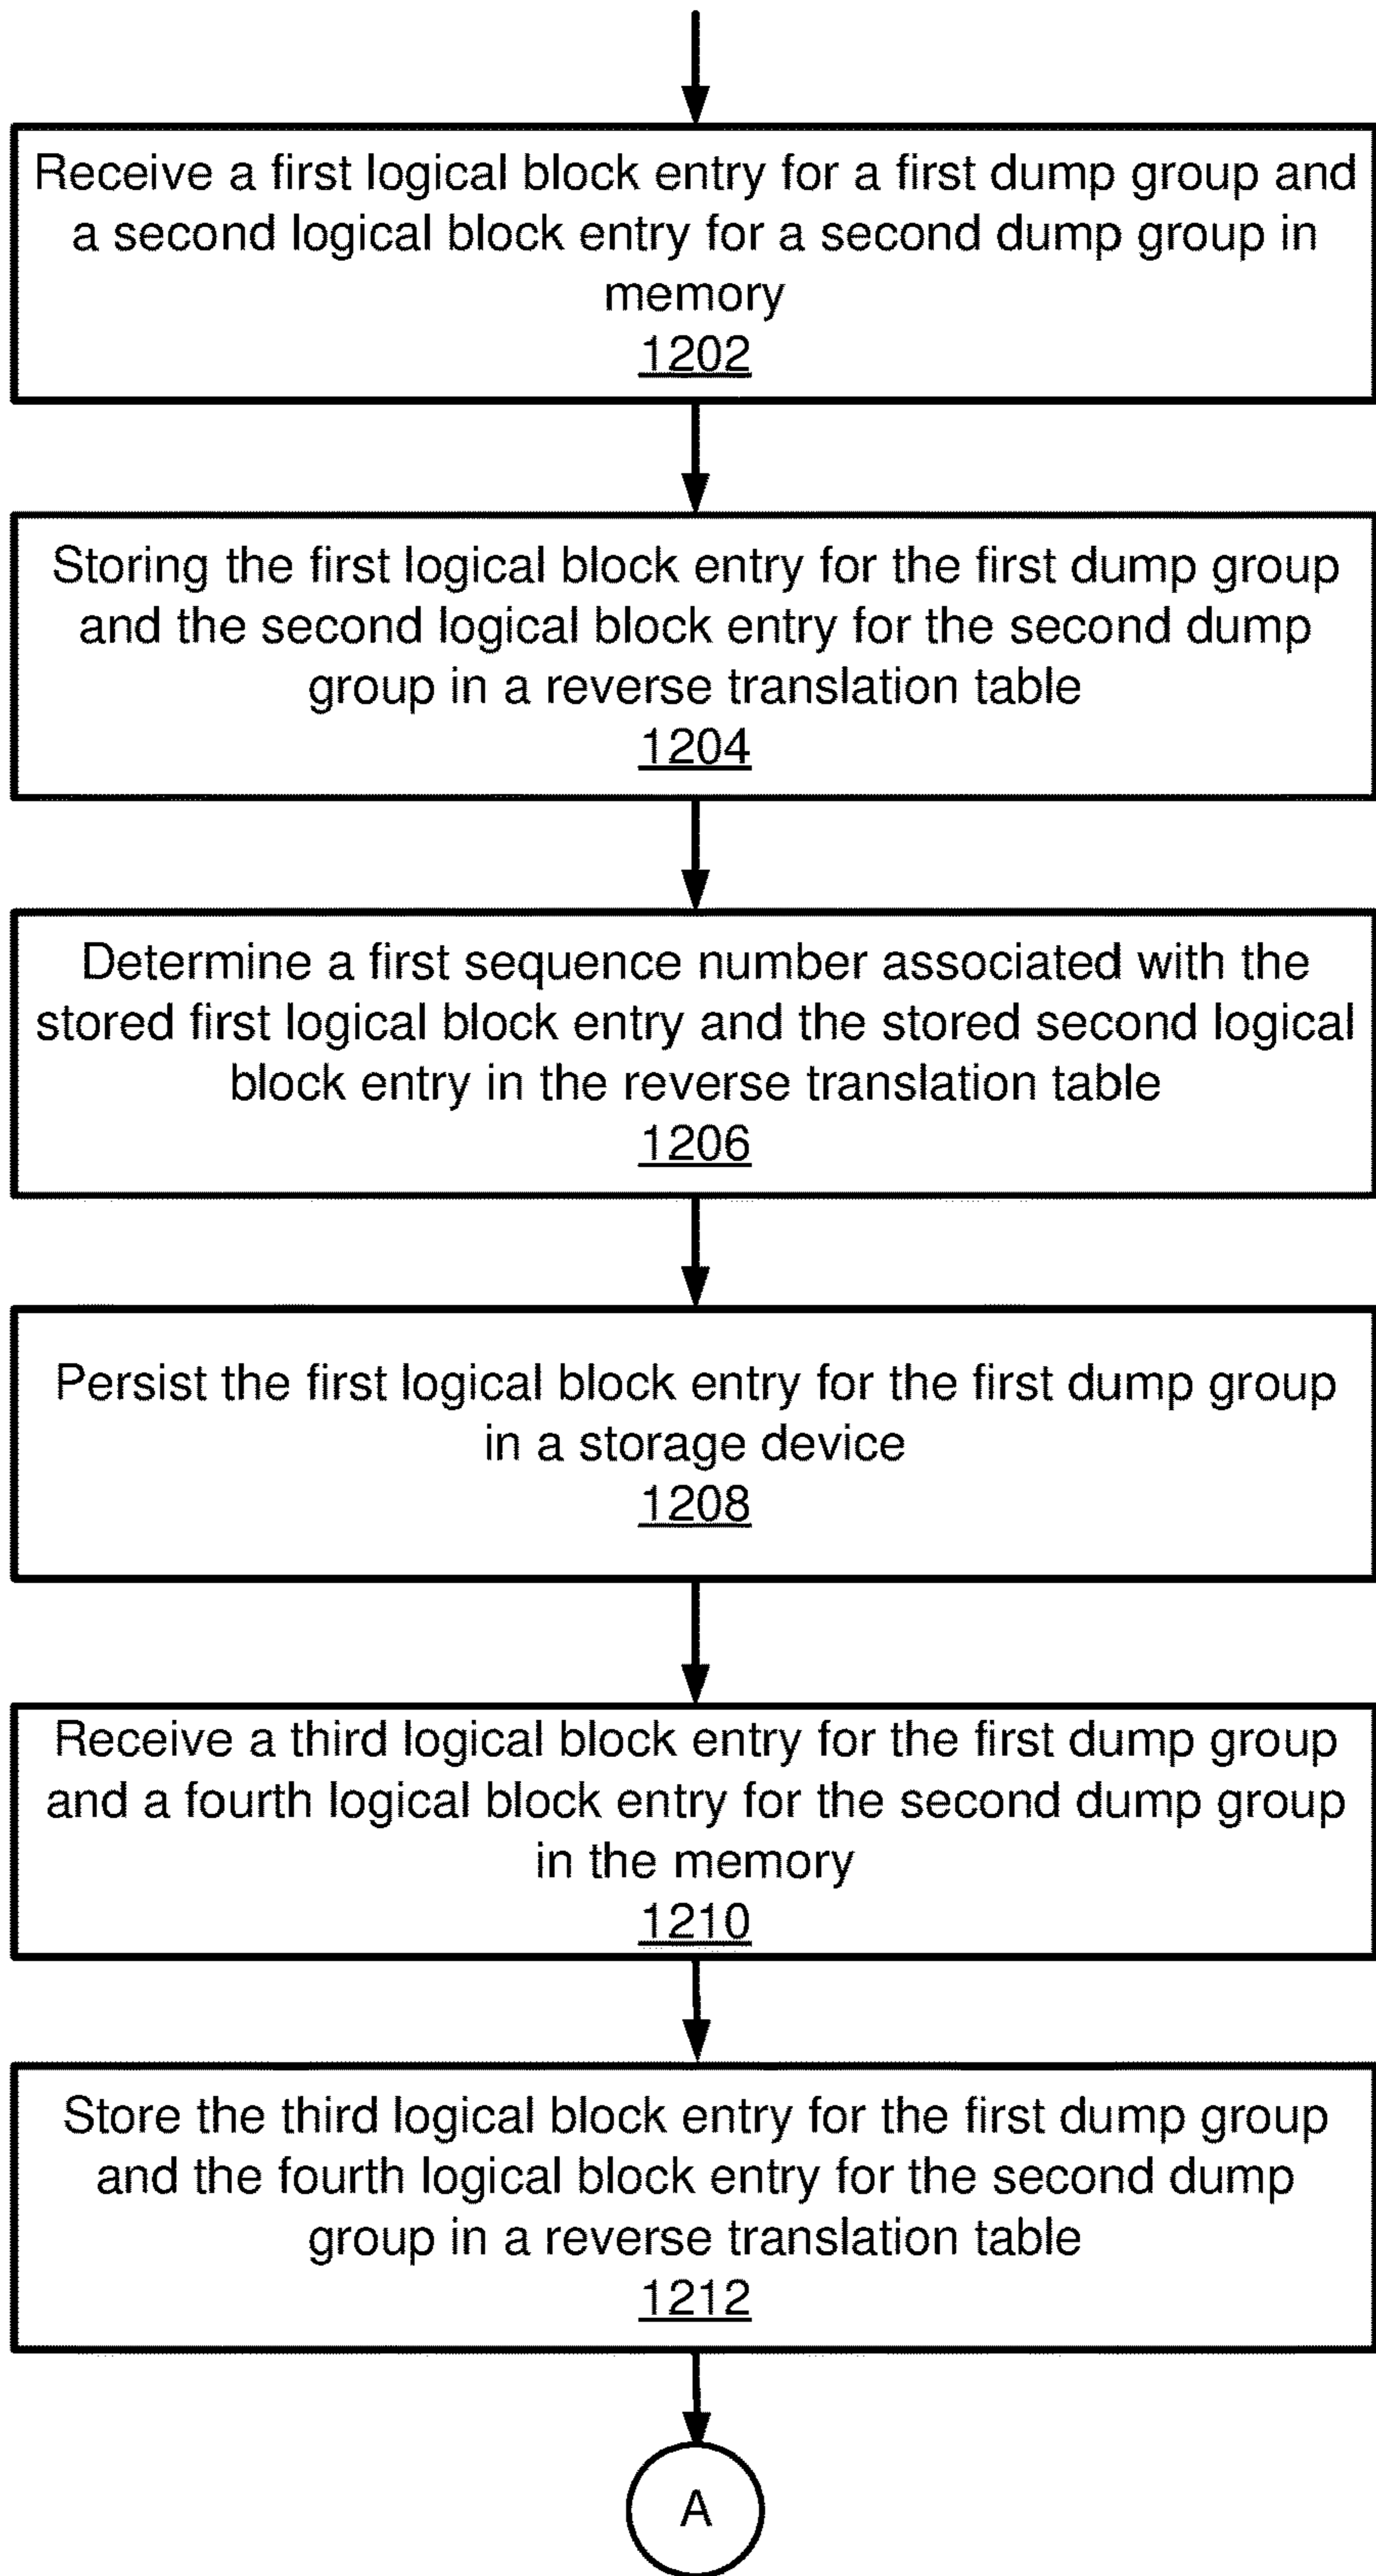 Receive a first logical block entry for a first dump group and
a second logical block entry for a second dump group in
memory
1202
Storing the first logical block entry for the first dump group
and the second logical block entry for the second dump
group in a reverse translation table
1204
Determine a first sequence number associated with the
stored first logical block entry and the stored second logical
block entry in the reverse translation table
1206
Persist the first logical block entry for the first dump group
in a storage device
1208
Receive a third logical block entry for the first dump group
and a fourth logical block entry for the second dump group
in the memory
1210
Store the third logical block entry for the first dump group
and the fourth logical block entry for the second dump
group in a reverse translation table
1212
A